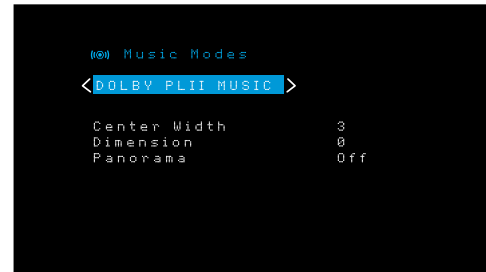 Music Modes
DOLBY PLII MUSIC
Center Width 3
Dimension 0
Panorama Off